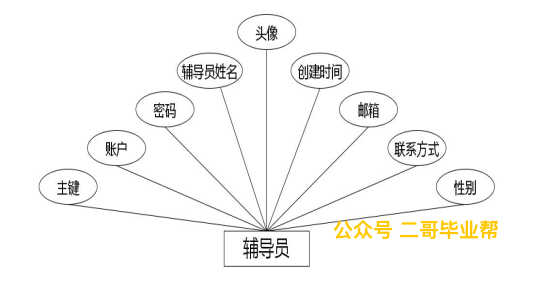 头像
辅导员姓名
创建时间
密码
邮箱
账户
联系方式
主键
性别
公众号 二哥毕业帮
辅导员